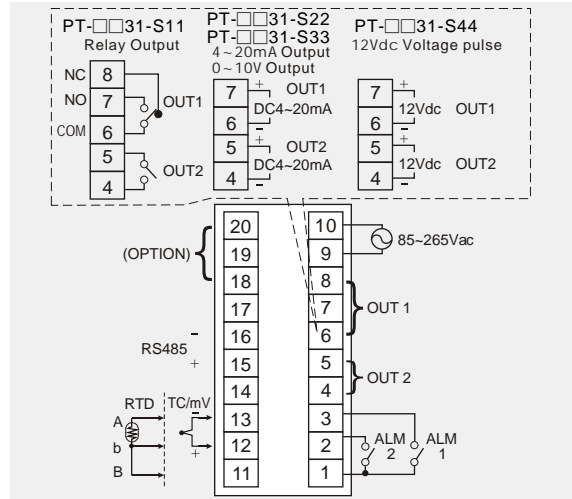 PT-□□31-S11
Relay Output
NC 8
NO 7
COM 6
5
4
OUT1
OUT2
PT-□□31-S22
PT-□□31-S33
4~20mA Output
0~10V Output
7 + OUT1
DC4~20mA
6 -
5 + OUT2
DC4~20mA
4 -
PT-□□31-S44
12Vdc Voltage pulse
7 +
12Vdc OUT1
6 -
5 +
12Vdc OUT2
4 -
20 10
(OPTION) 19 9 85~265Vac
18 8
17 7 OUT 1
RS485 - 16 6
+ 15 5
14 4 OUT 2
RTD TC/mV - 13 3
A
b + 12 2 ALM 2 ALM 1
B 11 1